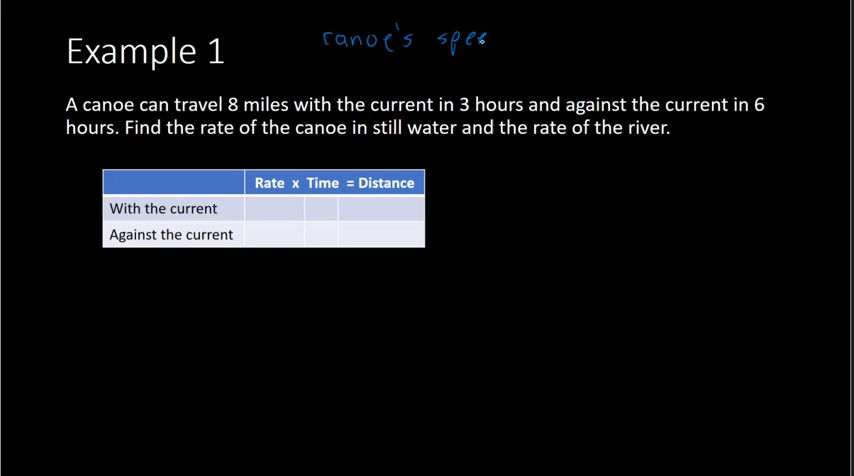 canoe's spee
Example 1
A canoe can travel 8 miles with the current in 3 hours and against the current in 6
hours. Find the rate of the canoe in still water and the rate of the river.
Rate x Time = Distance
With the current
Against the current